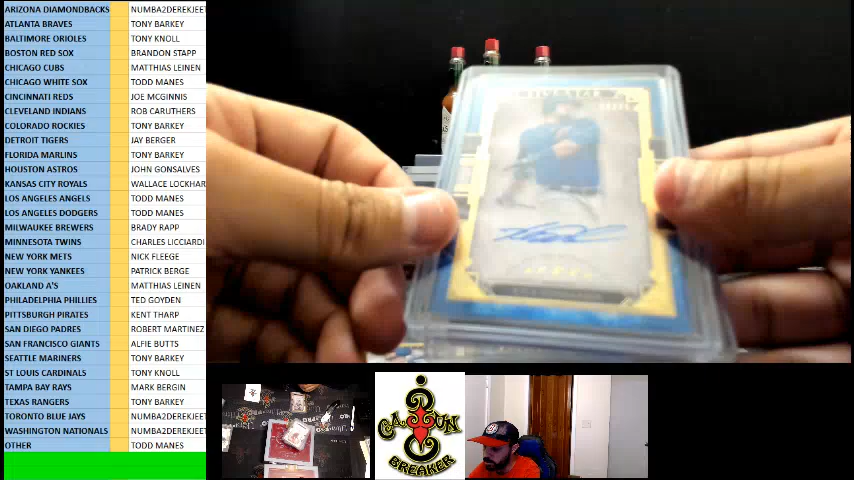 ARIZONA DIAMONDBACKS NUMBA2DEREKJEET
ATLANTA BRAVES TONY BARKEY
BALTIMORE ORIOLES TONY KNOLL
BOSTON RED SOX BRANDON STAPP
CHICAGO CUBS MATTHIAS LEINEN
CHICAGO WHITE SOX TODD MANES
CINCINNATI REDS JOE MCGINNIS
CLEVELAND INDIANS ROB CARUTHERS
COLORADO ROCKIES TONY BARKEY
DETROIT TIGERS JAY BERGER
FLORIDA MARLINS TONY BARKEY
HOUSTON ASTROS JOHN GONSALVES
KANSAS CITY ROYALS WALLACE LOCKHAR
LOS ANGELES ANGELS TODD MANES
LOS ANGELES DODGERS TODD MANES
MILWAUKEE BREWERS BRADY RAPP
MINNESOTA TWINS CHARLES LICCIARDI
NEW YORK METS NICK FLEEGE
NEW YORK YANKEES PATRICK BERGE
OAKLAND A'S MATTHIAS LEINEN
PHILADELPHIA PHILLIES TED GOYDEN
PITTSBURGH PIRATES KENT THARP
SAN DIEGO PADRES ROBERT MARTINEZ
SAN FRANCISCO GIANTS ALFIE BUTTS
SEATTLE MARINERS TONY BARKEY
ST LOUIS CARDINALS TONY KNOLL
TAMPA BAY RAYS MARK BERGIN
TEXAS RANGERS TONY BARKEY
TORONTO BLUE JAYS NUMBA2DEREKJEET
WASHINGTON NATIONALS NUMBA2DEREKJEET
OTHER TODD MANES
CAJUN
BREAKER